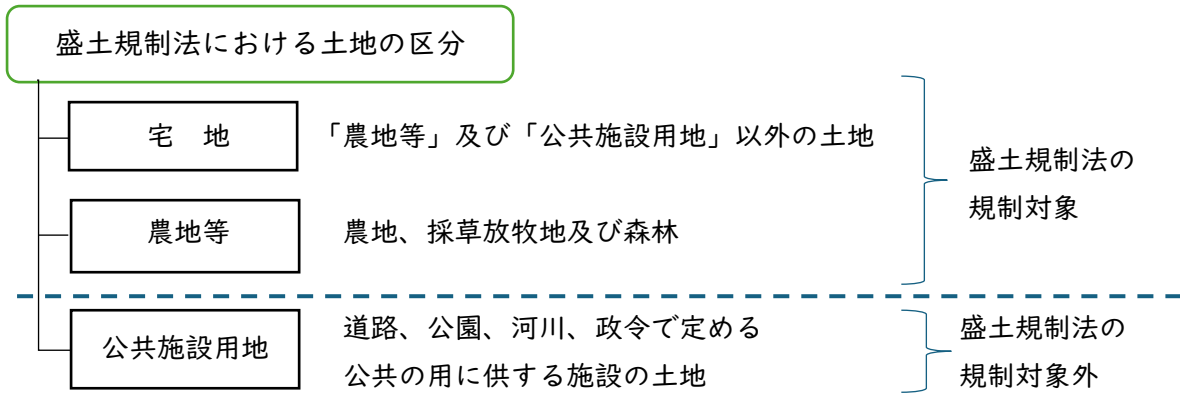 盛土規制法における土地の区分
宅　地
「農地等」及び「公共施設用地」以外の土地
農地等
農地、採草放牧地及び森林
盛土規制法の
規制対象
公共施設用地
道路、公園、河川、政令で定める
公共の用に供する施設の土地
盛土規制法の
規制対象外